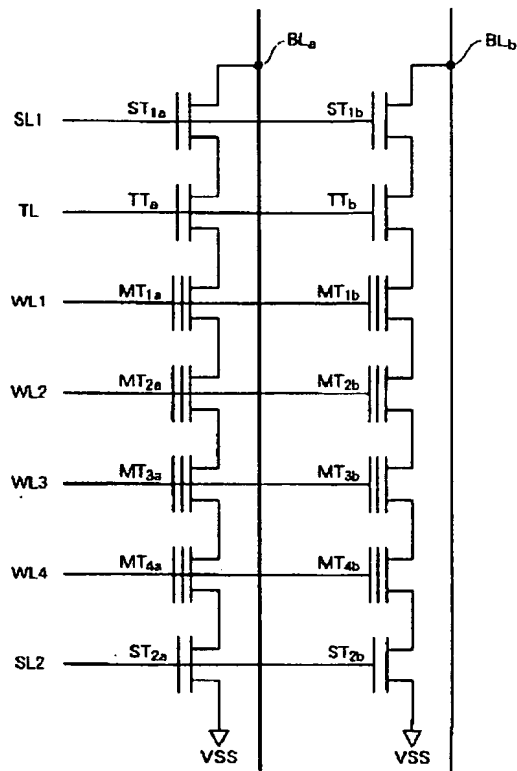 BLa BLb
SL1 ST1a ST1b
TL TTa TTb
WL1 MT1a MT1b
WL2 MT2a MT2b
WL3 MT3a MT3b
WL4 MT4a MT4b
SL2 ST2a ST2b
VSS VSS